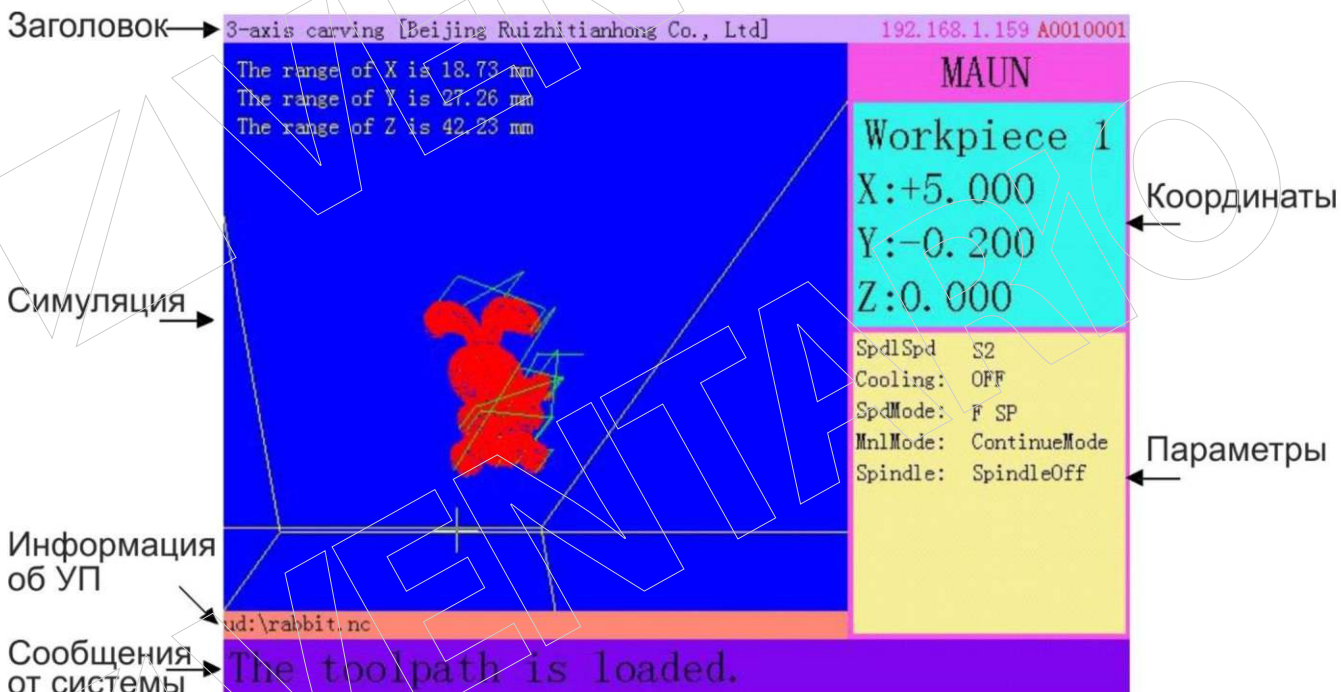 Заголовок
3-axis carving [Beijing Ruizhitianhong Co., Ltd]
192.168.1.159 A0010001
The range of X is 18.73 mm
The range of Y is 27.26 mm
The range of Z is 42.23 mm
MAUN
Workpiece 1
X:+5.000
Y:-0.200
Z:0.000
Координаты
Симуляция
SpdlSpd S2
Cooling: OFF
SpdMode: F SP
MnlMode: ContinueMode
Spindle: SpindleOff
Параметры
Информация
об УП
ud:\rabbit.nc
Сообщения
от системы
The toolpath is loaded.
ZVENTARIO
ZVENTARIO